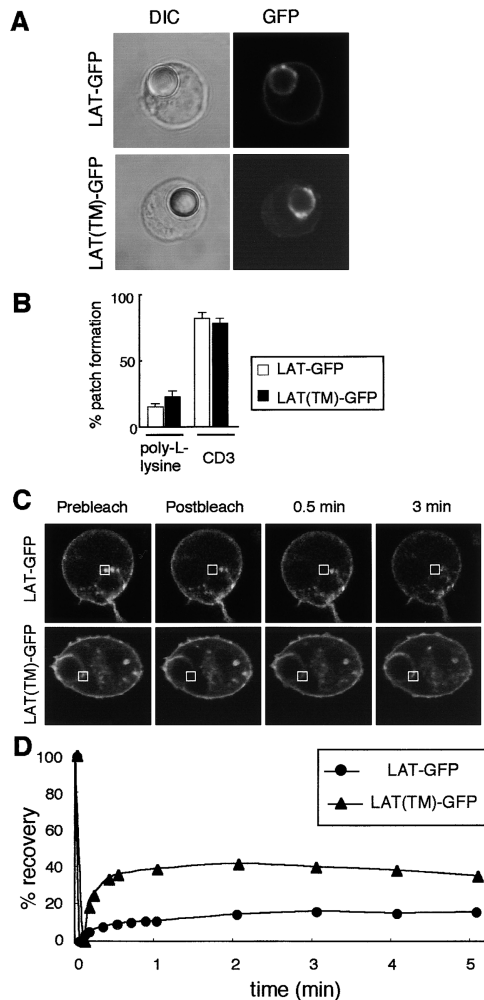 A
DIC GFP
LAT-GFP
LAT(TM)-GFP
B
% patch formation
100
50
0
poly-L-
lysine
CD3
LAT-GFP
LAT(TM)-GFP
C
Prebleach Postbleach 0.5 min 3 min
LAT-GFP
LAT(TM)-GFP
D
% recovery
100
80
60
40
20
0
0 1 2 3 4 5
time (min)
LAT-GFP
LAT(TM)-GFP